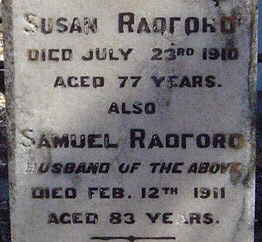 SUSAN RADFORD
DIED JULY 23RD 1910
AGED 77 YEARS.
ALSO
SAMUEL RADFORD
HUSBAND OF THE ABOVE
DIED FEB. 12TH 1911
AGED 83 YEARS.